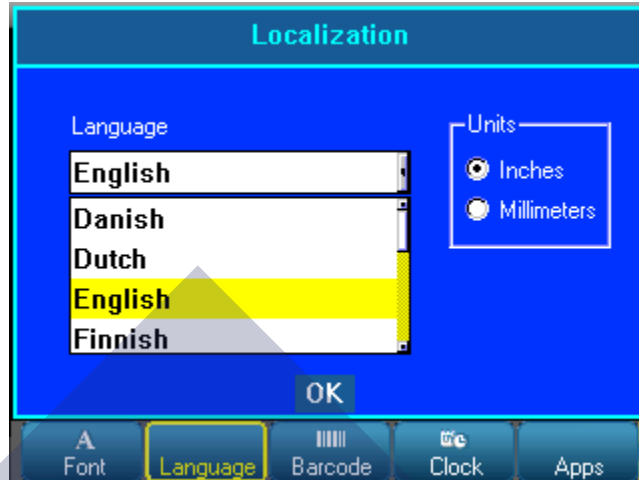 Localization
Language
English
Danish
Dutch
English
Finnish
Units
Inches
Millimeters
OK
A
Font
Language
Barcode
Clock
Apps